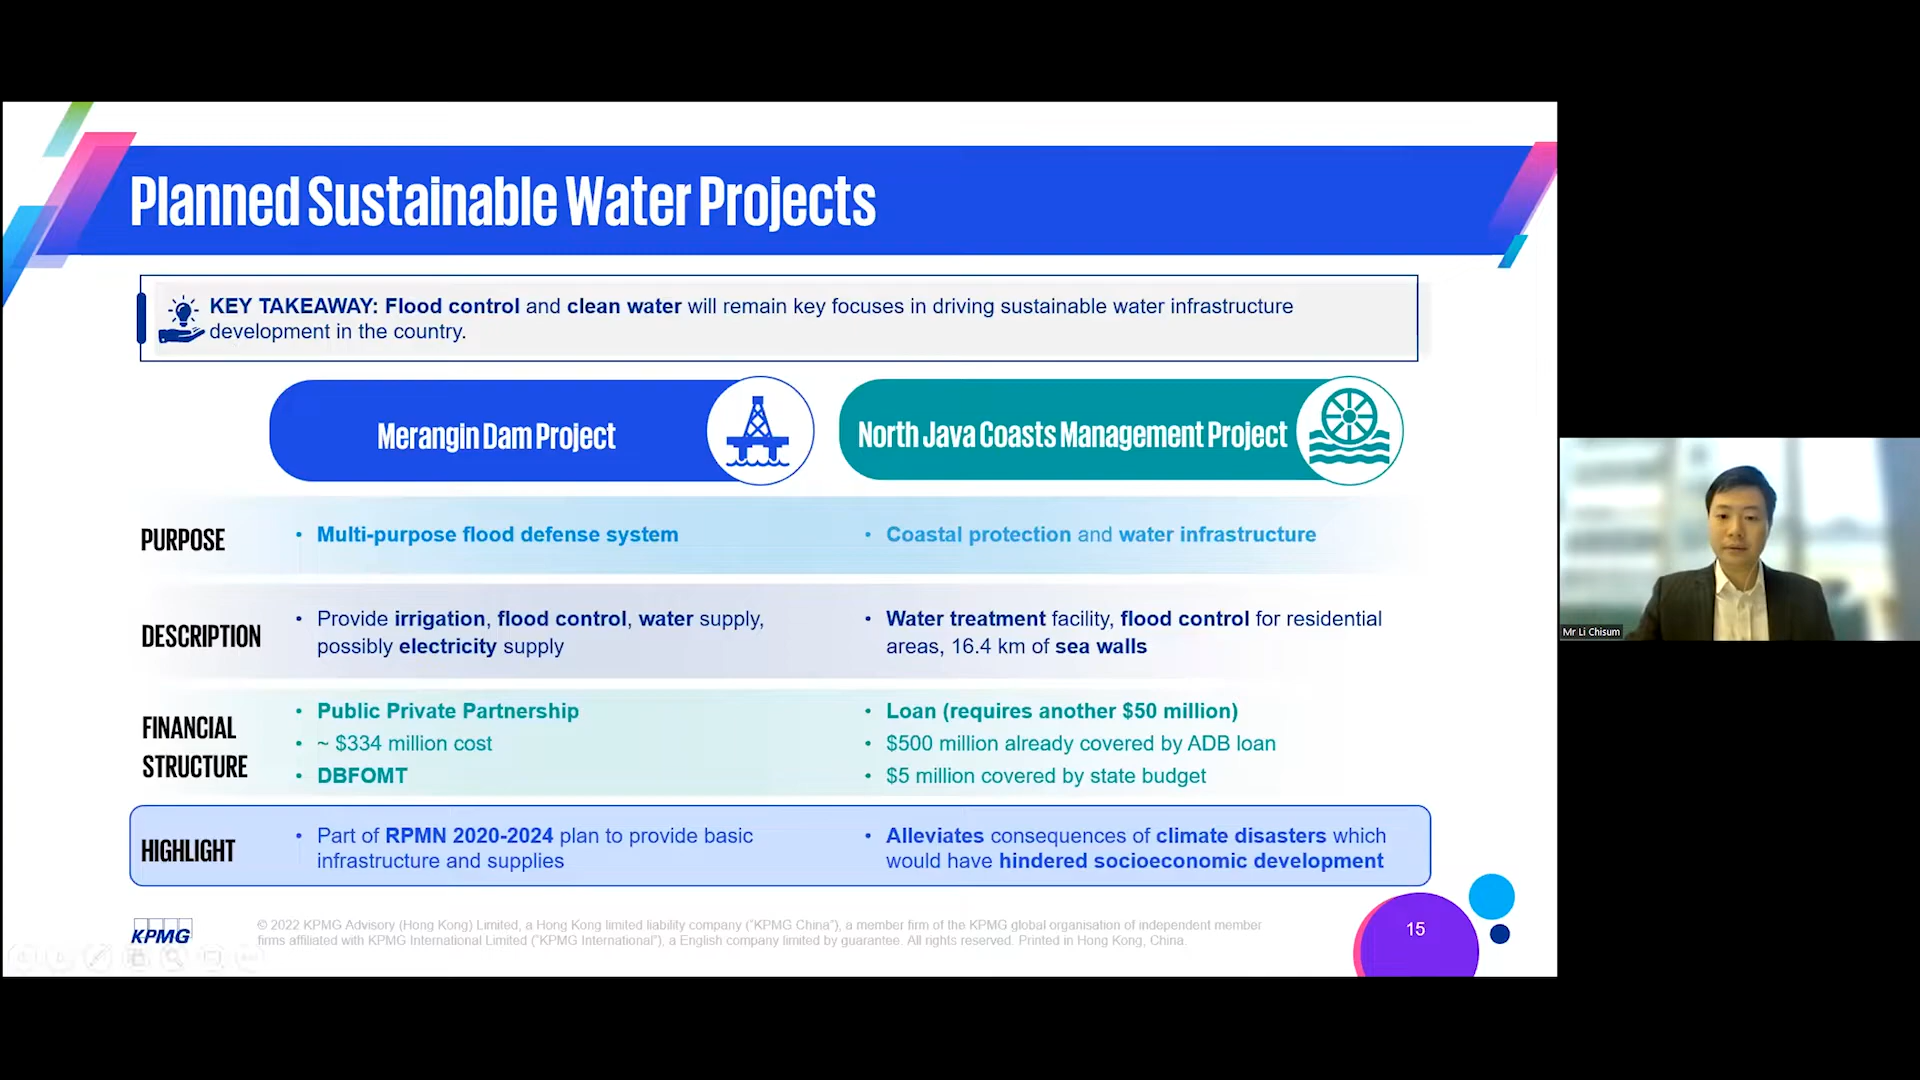 Planned Sustainable Water Projects
KEY TAKEAWAY: Flood control and clean water will remain key focuses in driving sustainable water infrastructure
development in the country.
Merangin Dam Project
North Java Coasts Management Project
PURPOSE
• Multi-purpose flood defense system
• Coastal protection and water infrastructure
DESCRIPTION
• Provide irrigation, flood control, water supply,
possibly electricity supply
• Water treatment facility, flood control for residential
areas, 16.4 km of sea walls
FINANCIAL
STRUCTURE
• Public Private Partnership
• ~ $334 million cost
• DBFOMT
• Loan (requires another $50 million)
• $500 million already covered by ADB loan
• $5 million covered by state budget
HIGHLIGHT
• Part of RPMN 2020-2024 plan to provide basic
infrastructure and supplies
• Alleviates consequences of climate disasters which
would have hindered socioeconomic development
KPMG
© 2022 KPMG Advisory (Hong Kong) Limited, a Hong Kong limited liability company ("KPMG China"), a member firm of the KPMG global organisation of independent member
firms affiliated with KPMG International Limited ("KPMG International"), a English company limited by guarantee. All rights reserved. Printed in Hong Kong, China.
15
Mr Li Chisum